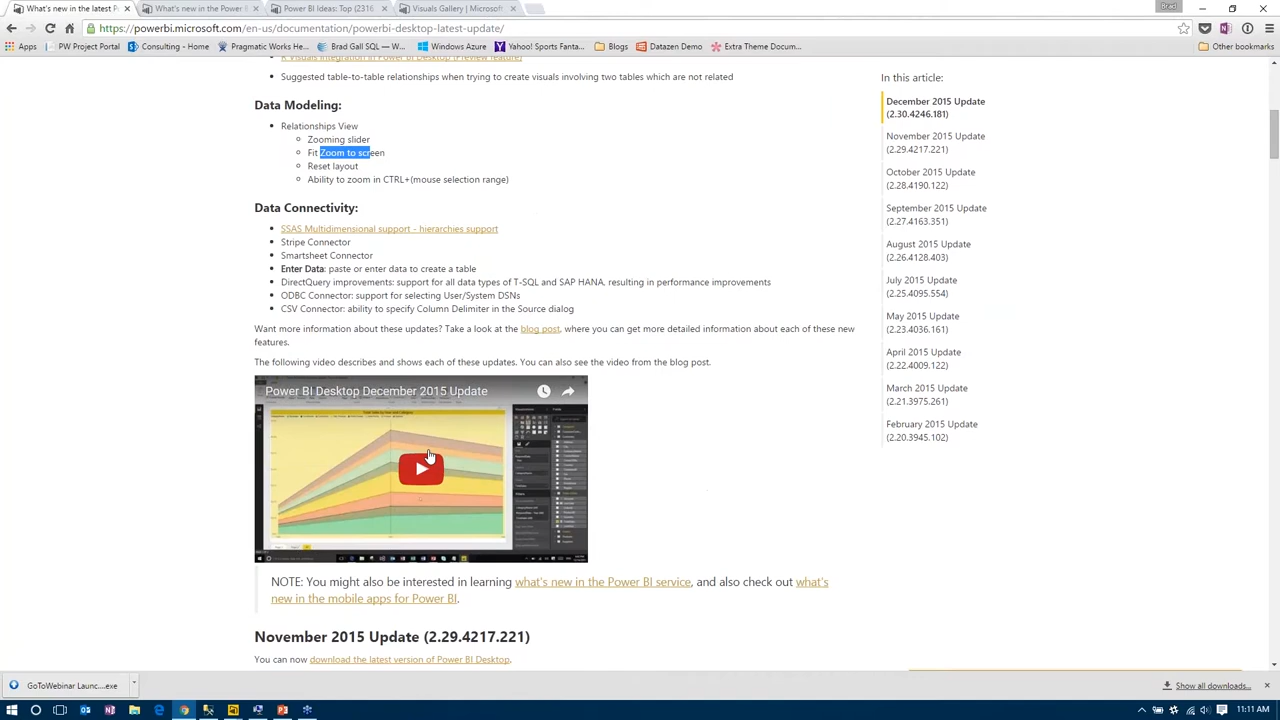 What's new in the latest P
What's new in the Power B
Power BI Ideas: Top (2316
Visuals Gallery | Microsoft
Brad
https://powerbi.microsoft.com/en-us/documentation/powerbi-desktop-latest-update/
Apps
PW Project Portal
Consulting - Home
Pragmatic Works He...
Brad Gall SQL — W...
Windows Azure
Yahoo! Sports Fanta...
Blogs
Datazen Demo
Extra Theme Docum...
Other bookmarks
R Visuals Integration in Power BI Desktop (Preview feature)
Suggested table-to-table relationships when trying to create visuals involving two tables which are not related
Data Modeling:
Relationships View
Zooming slider
Fit Zoom to screen
Reset layout
Ability to zoom in CTRL+(mouse selection range)
Data Connectivity:
SSAS Multidimensional support - hierarchies support
Stripe Connector
Smartsheet Connector
Enter Data: paste or enter data to create a table
DirectQuery improvements: support for all data types of T-SQL and SAP HANA, resulting in performance improvements
ODBC Connector: support for selecting User/System DSNs
CSV Connector: ability to specify Column Delimiter in the Source dialog
Want more information about these updates? Take a look at the blog post, where you can get more detailed information about each of these new
features.
The following video describes and shows each of these updates. You can also see the video from the blog post.
Power BI Desktop December 2015 Update
NOTE: You might also be interested in learning what's new in the Power BI service, and also check out what's
new in the mobile apps for Power BI.
November 2015 Update (2.29.4217.221)
You can now download the latest version of Power BI Desktop.
In this article:
December 2015 Update
(2.30.4246.181)
November 2015 Update
(2.29.4217.221)
October 2015 Update
(2.28.4190.122)
September 2015 Update
(2.27.4163.351)
August 2015 Update
(2.26.4128.403)
July 2015 Update
(2.25.4095.554)
May 2015 Update
(2.23.4036.161)
April 2015 Update
(2.22.4009.122)
March 2015 Update
(2.21.3975.261)
February 2015 Update
(2.20.3945.102)
GoToWebinar Launc....exe
Show all downloads...
11:11 AM